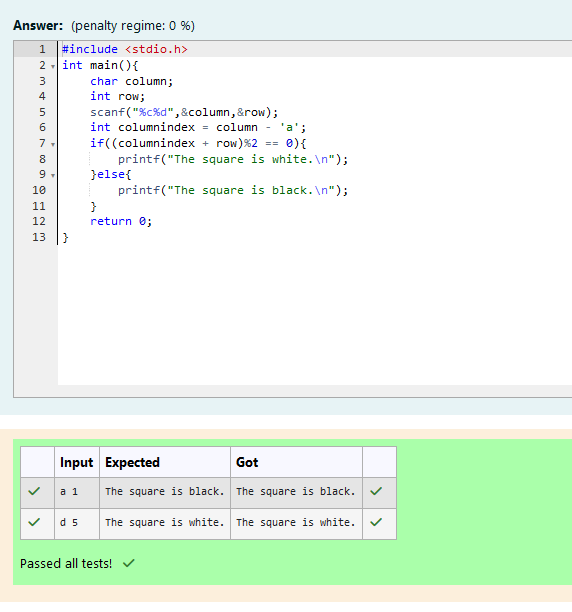 Answer: (penalty regime: 0 %)
1 #include <stdio.h>
2 int main(){
3     char column;
4     int row;
5     scanf("%c%d",&column,&row);
6     int columnindex = column - 'a';
7     if((columnindex + row)%2 == 0){
8         printf("The square is white.\n");
9     }else{
10         printf("The square is black.\n");
11     }
12     return 0;
13 }
Input Expected Got
a 1 The square is black. The square is black.
d 5 The square is white. The square is white.
Passed all tests!